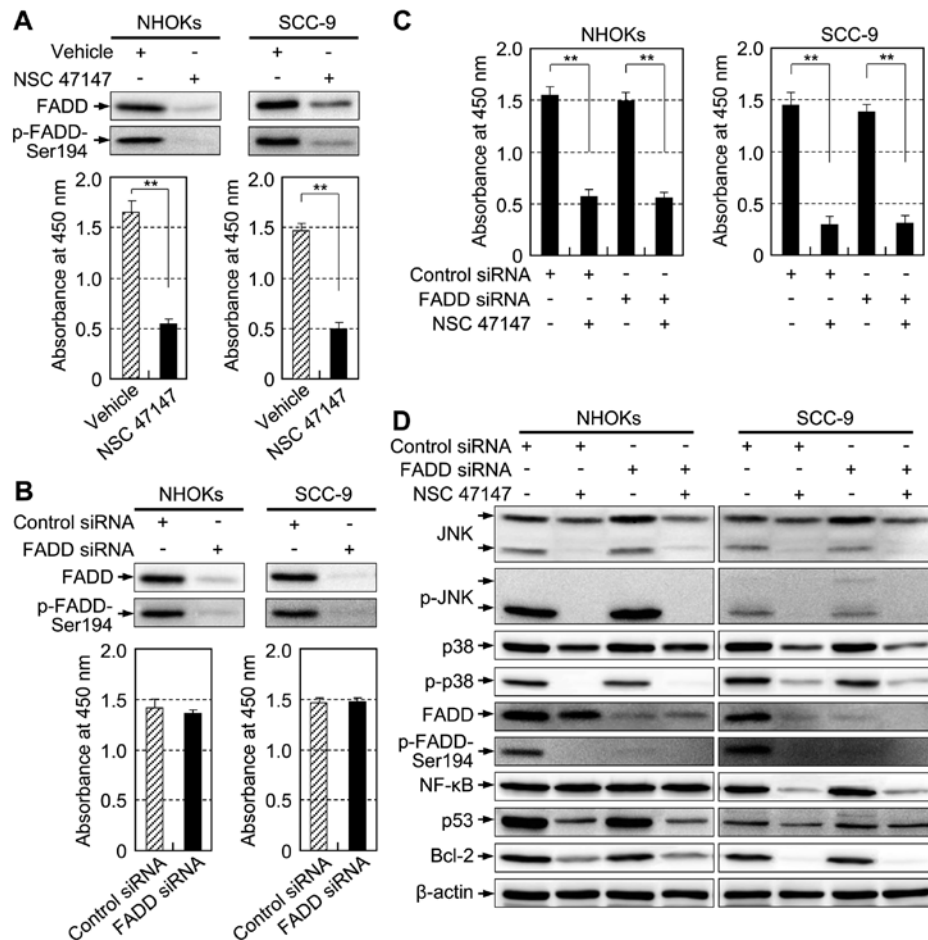 A
NHOKs SCC-9
Vehicle + - + -
NSC 47147 - + - +
FADD
p-FADD-
Ser194
Absorbance at 450 nm
2.0
1.5
1.0
0.5
0
**
Vehicle
NSC 47147
Absorbance at 450 nm
2.0
1.5
1.0
0.5
0
**
Vehicle
NSC 47147
B
NHOKs SCC-9
Control siRNA + - + -
FADD siRNA - + - +
FADD
p-FADD-
Ser194
Absorbance at 450 nm
2.0
1.5
1.0
0.5
0
Control siRNA
FADD siRNA
Absorbance at 450 nm
2.0
1.5
1.0
0.5
0
Control siRNA
FADD siRNA
C
NHOKs
Absorbance at 450 nm
2.0
1.5
1.0
0.5
0
** **
SCC-9
Absorbance at 450 nm
2.0
1.5
1.0
0.5
0
** **
Control siRNA + + - - + + - -
FADD siRNA - - + + - - + +
NSC 47147 - + - + - + - +
D
NHOKs SCC-9
Control siRNA + + - - + + - -
FADD siRNA - - + + - - + +
NSC 47147 - + - + - + - +
JNK
p-JNK
p38
p-p38
FADD
p-FADD-
Ser194
NF-κB
p53
Bcl-2
β-actin